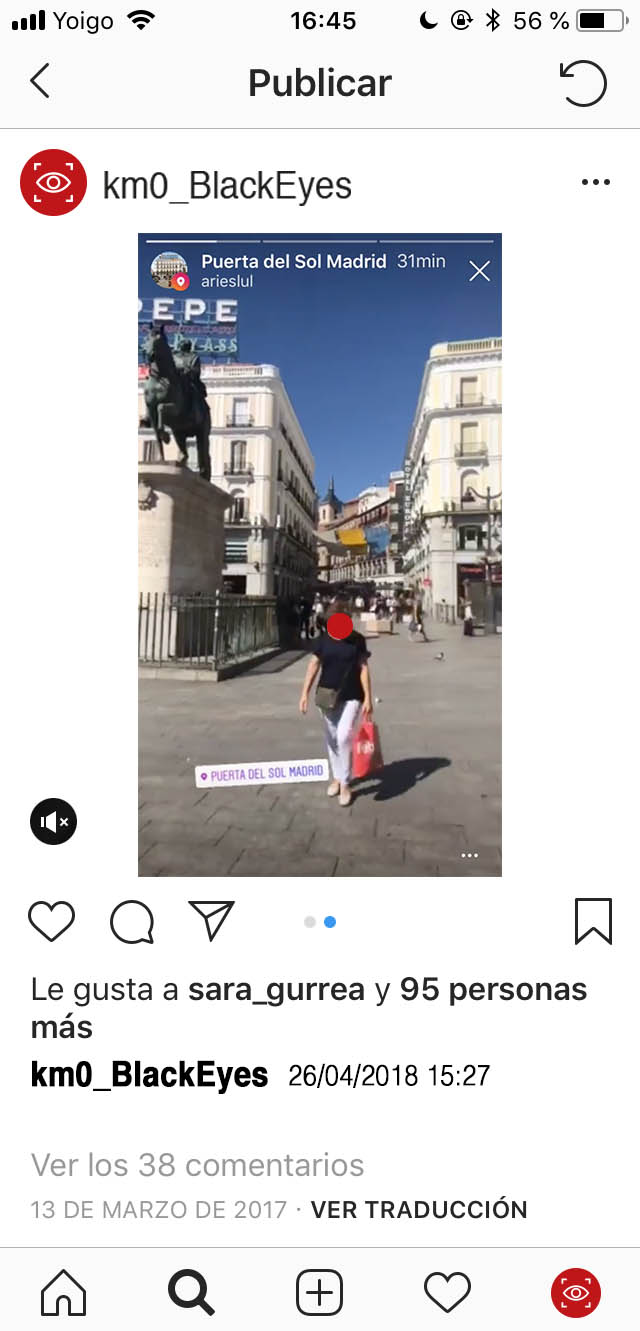 Yoigo 16:45 56 %
Publicar
km0_BlackEyes
Puerta del Sol Madrid 31min
arieslul
PEPE
PUERTA DEL SOL MADRID
Le gusta a sara_gurrea y 95 personas
más
km0_BlackEyes 26/04/2018 15:27
Ver los 38 comentarios
13 DE MARZO DE 2017 · VER TRADUCCIÓN